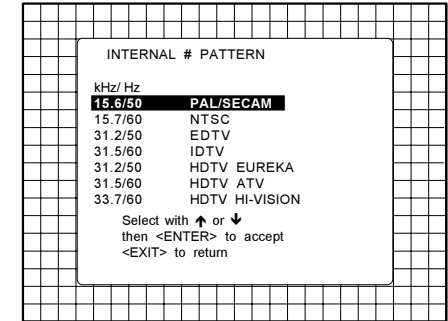 INTERNAL # PATTERN
kHz/ Hz
15.6/50 PAL/SECAM
15.7/60 NTSC
31.2/50 EDTV
31.5/60 IDTV
31.2/50 HDTV EUREKA
31.5/60 HDTV ATV
33.7/60 HDTV HI-VISION
Select with ↑ or ↓
then <ENTER> to accept
<EXIT> to return